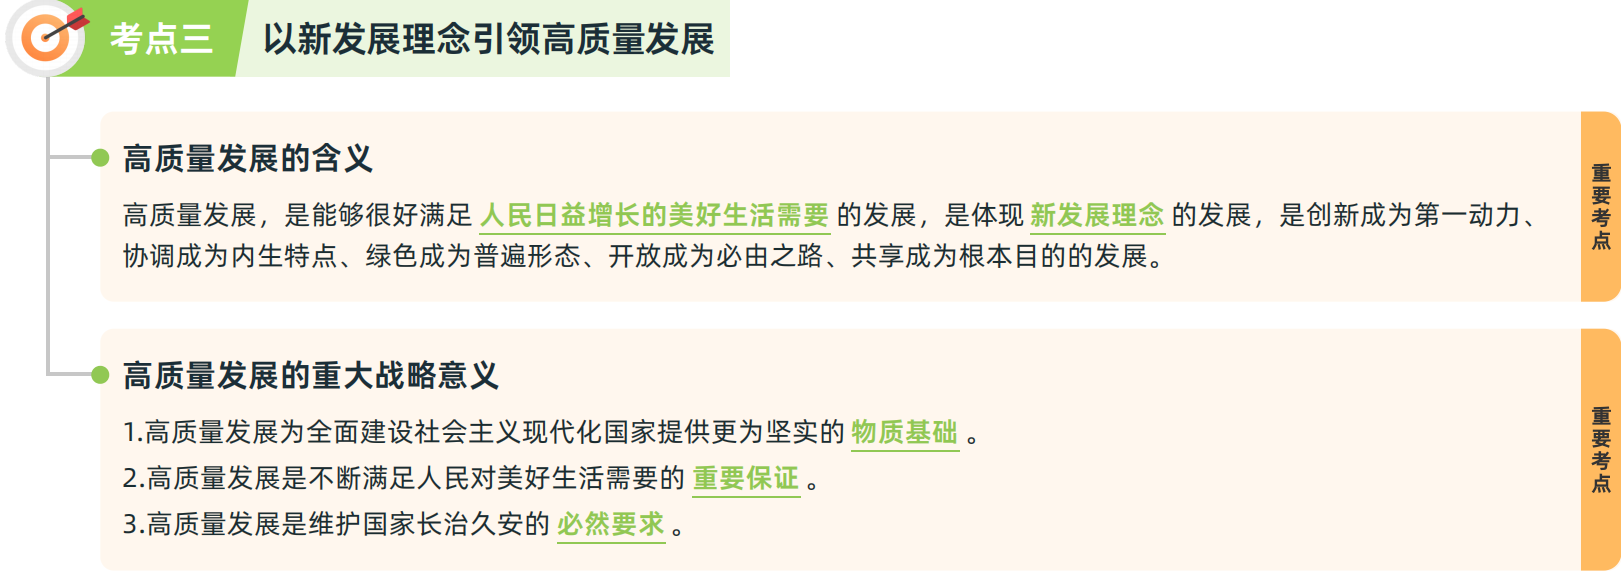 考点三 以新发展理念引领高质量发展
高质量发展的含义
高质量发展，是能够很好满足 人民日益增长的美好生活需要 的发展，是体现 新发展理念 的发展，是创新成为第一动力、
协调成为内生特点、绿色成为普遍形态、开放成为必由之路、共享成为根本目的的发展。
重要考点
高质量发展的重大战略意义
1.高质量发展为全面建设社会主义现代化国家提供更为坚实的 物质基础 。
2.高质量发展是不断满足人民对美好生活需要的 重要保证 。
3.高质量发展是维护国家长治久安的 必然要求 。
重要考点